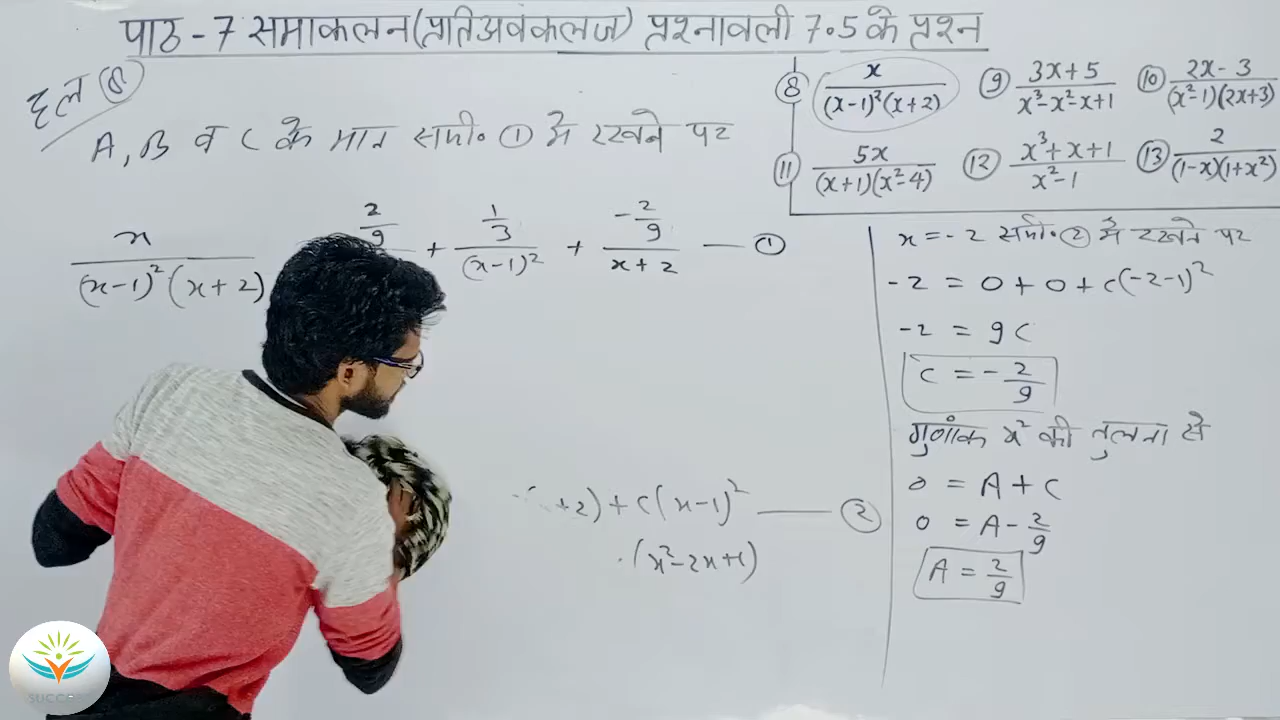 पाठ - 7 समाकलन(प्रतिअवकलज) प्रश्नावली 7.5 के प्रश्न
8 x/((x-1)²(x+2)) 9 (3x+5)/(x³-x²-x+1) 10 (2x-3)/((x²-1)(2x+3))
11 5x/((x+1)(x²-4)) 12 (x³+x+1)/(x²-1) 13 2/((1-x)(1+x²))
हल 8
A, B व C के मान समी. ① में रखने पर
x/((x-1)²(x+2)) (2/9) + (1/3)/(x-1)² + (-2/9)/(x+2) — ①
+2) + C(x-1)² — ②
(x²-2x+1)
x = -2 समी. ② में रखने पर
-2 = 0 + 0 + C(-2-1)²
-2 = 9C
C = -2/9
गुणांक x² की तुलना से
0 = A + C
0 = A - 2/9
A = 2/9
SUCC